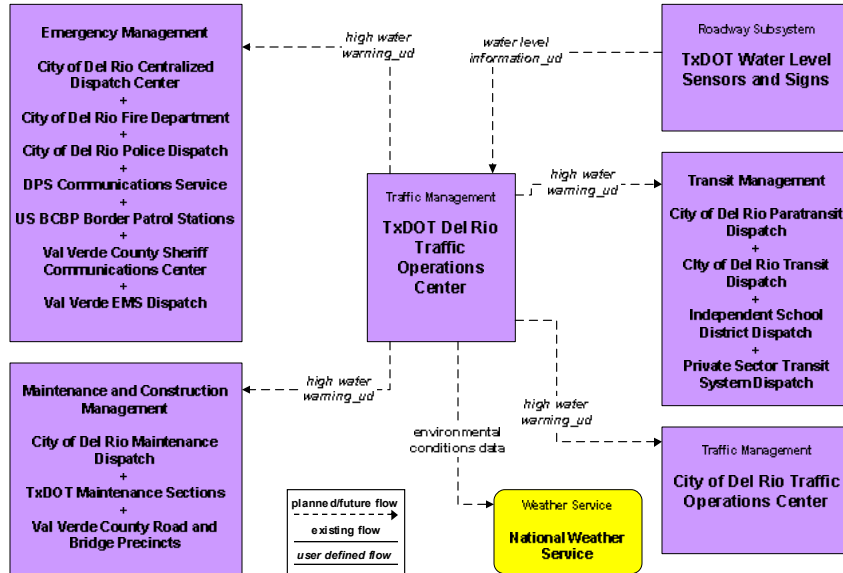 Emergency Management
City of Del Rio Centralized
Dispatch Center
+
City of Del Rio Fire Department
+
City of Del Rio Police Dispatch
+
DPS Communications Service
+
US BCBP Border Patrol Stations
+
Val Verde County Sheriff
Communications Center
+
Val Verde EMS Dispatch
high water
warning_ud
water level
information_ud
Roadway Subsystem
TxDOT Water Level
Sensors and Signs
Traffic Management
TxDOT Del Rio
Traffic
Operations
Center
high water
warning_ud
Transit Management
City of Del Rio Paratransit
Dispatch
+
CIty of Del Rio Transit
Dispatch
+
Independent School
District Dispatch
+
Private Sector Transit
System Dispatch
Maintenance and Construction
Management
City of Del Rio Maintenance
Dispatch
+
TxDOT Maintenance Sections
+
Val Verde County Road and
Bridge Precincts
high water
warning_ud
environmental
conditions data
high water
warning_ud
Traffic Management
City of Del Rio Traffic
Operations Center
planned/future flow
existing flow
user defined flow
Weather Service
National Weather
Service